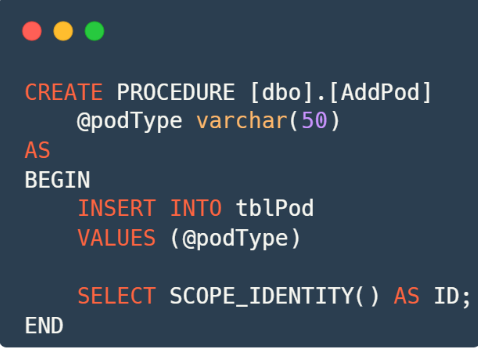 CREATE PROCEDURE [dbo].[AddPod]
    @podType varchar(50)
AS
BEGIN
    INSERT INTO tblPod
    VALUES (@podType)

    SELECT SCOPE_IDENTITY() AS ID;
END